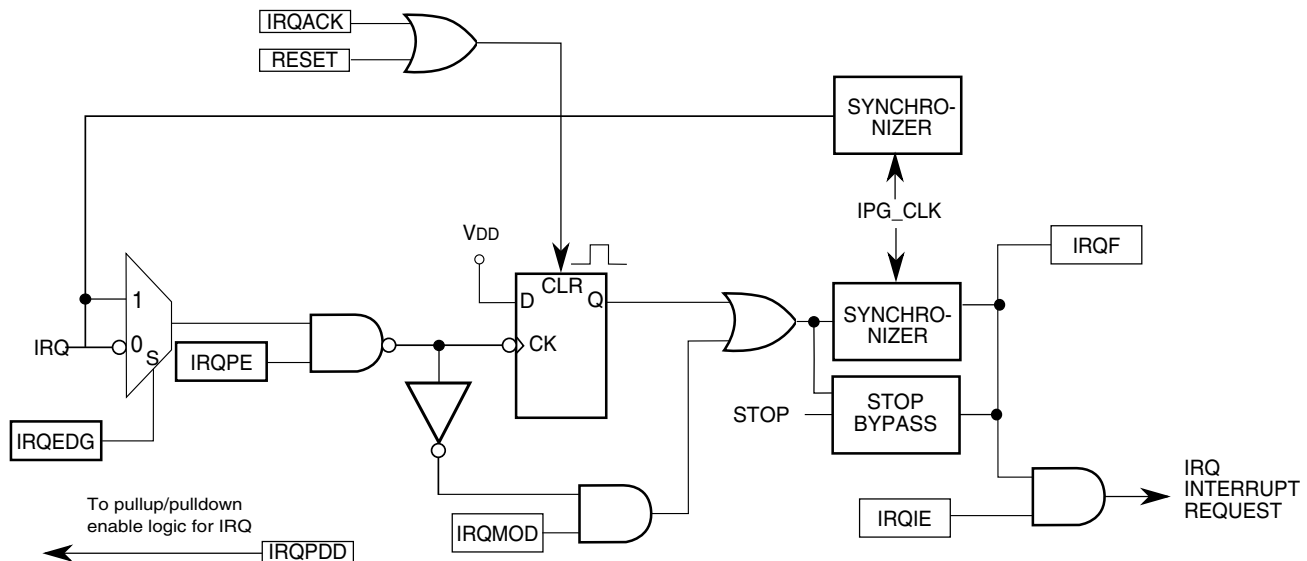 IRQACK
RESET
SYNCHRO-
NIZER
IPG_CLK
VDD
IRQF
CLR
D
Q
CK
1
0
S
IRQ
IRQPE
SYNCHRO-
NIZER
STOP
STOP
BYPASS
IRQEDG
To pullup/pulldown
enable logic for IRQ
IRQPDD
IRQMOD
IRQIE
IRQ
INTERRUPT
REQUEST